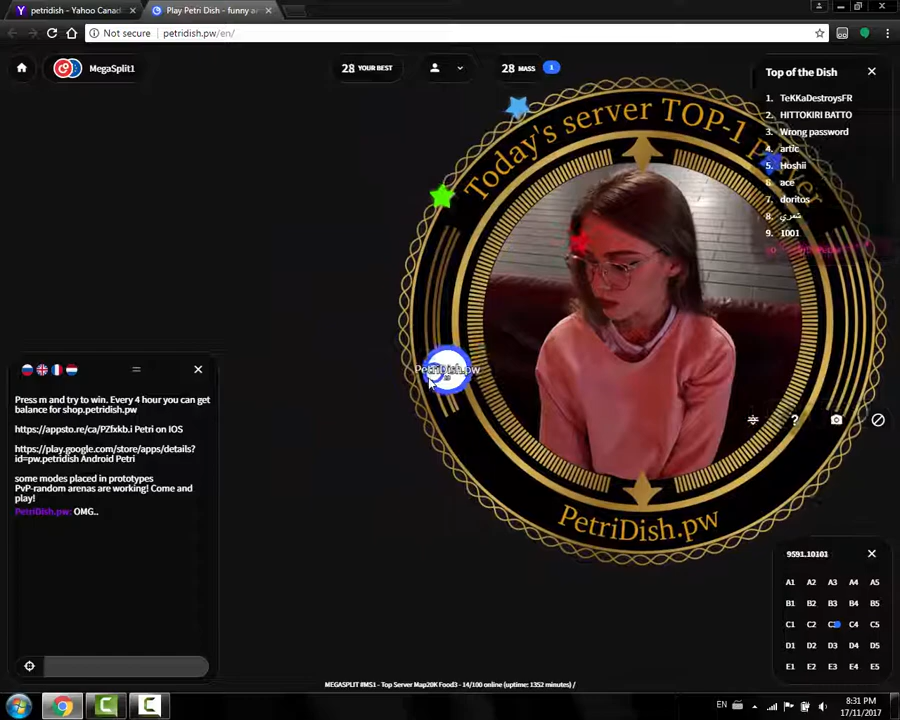 petridish - Yahoo Canad
Play Petri Dish - funny a
Not secure petridish.pw/en/
MegaSplit1
28 YOUR BEST
28 MASS 1
Top of the Dish
1. TeKKaDestroysFR
2. HITTOKIRI BATTO
3. Wrong password
4. artic
5. Hoshii
6. ace
7. doritos
8. شمري
9. 1001
Today's server TOP-1 player
PetriDish.pw
PetriDish.pw
Press m and try to win. Every 4 hour you can get
balance for shop.petridish.pw
https://appsto.re/ca/PZfxkb.i Petri on IOS
https://play.google.com/store/apps/details?
id=pw.petridish Android Petri
some modes placed in prototypes
PvP-random arenas are working! Come and
play!
PetriDish.pw: OMG..
?
9591.10101
A1 A2 A3 A4 A5
B1 B2 B3 B4 B5
C1 C2 C3 C4 C5
D1 D2 D3 D4 D5
E1 E2 E3 E4 E5
MEGASPLIT #MS1 - Top Server Map20K Food3 - 14/100 online (uptime: 1352 minutes) /
EN
8:31 PM
17/11/2017